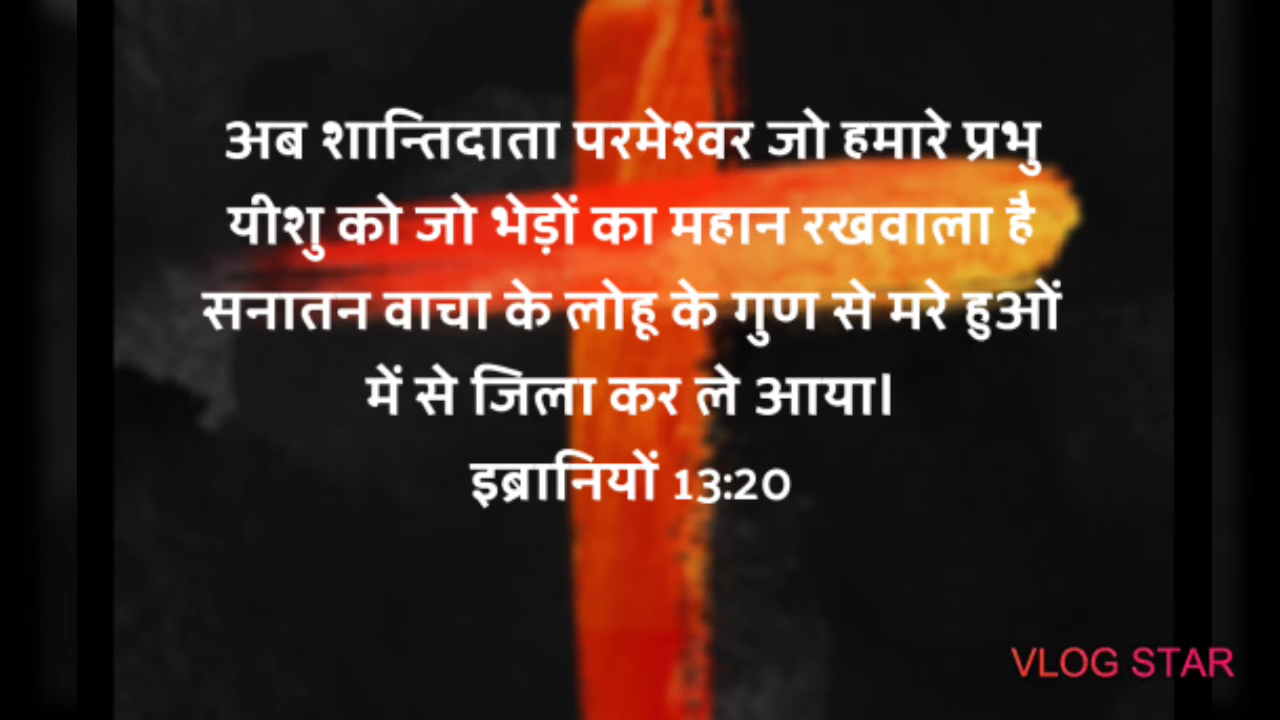 अब शान्तिदाता परमेश्वर जो हमारे प्रभु
यीशु को जो भेड़ों का महान रखवाला है
सनातन वाचा के लोहू के गुण से मरे हुओं
में से जिला कर ले आया।
इब्रानियों 13:20
VLOG STAR